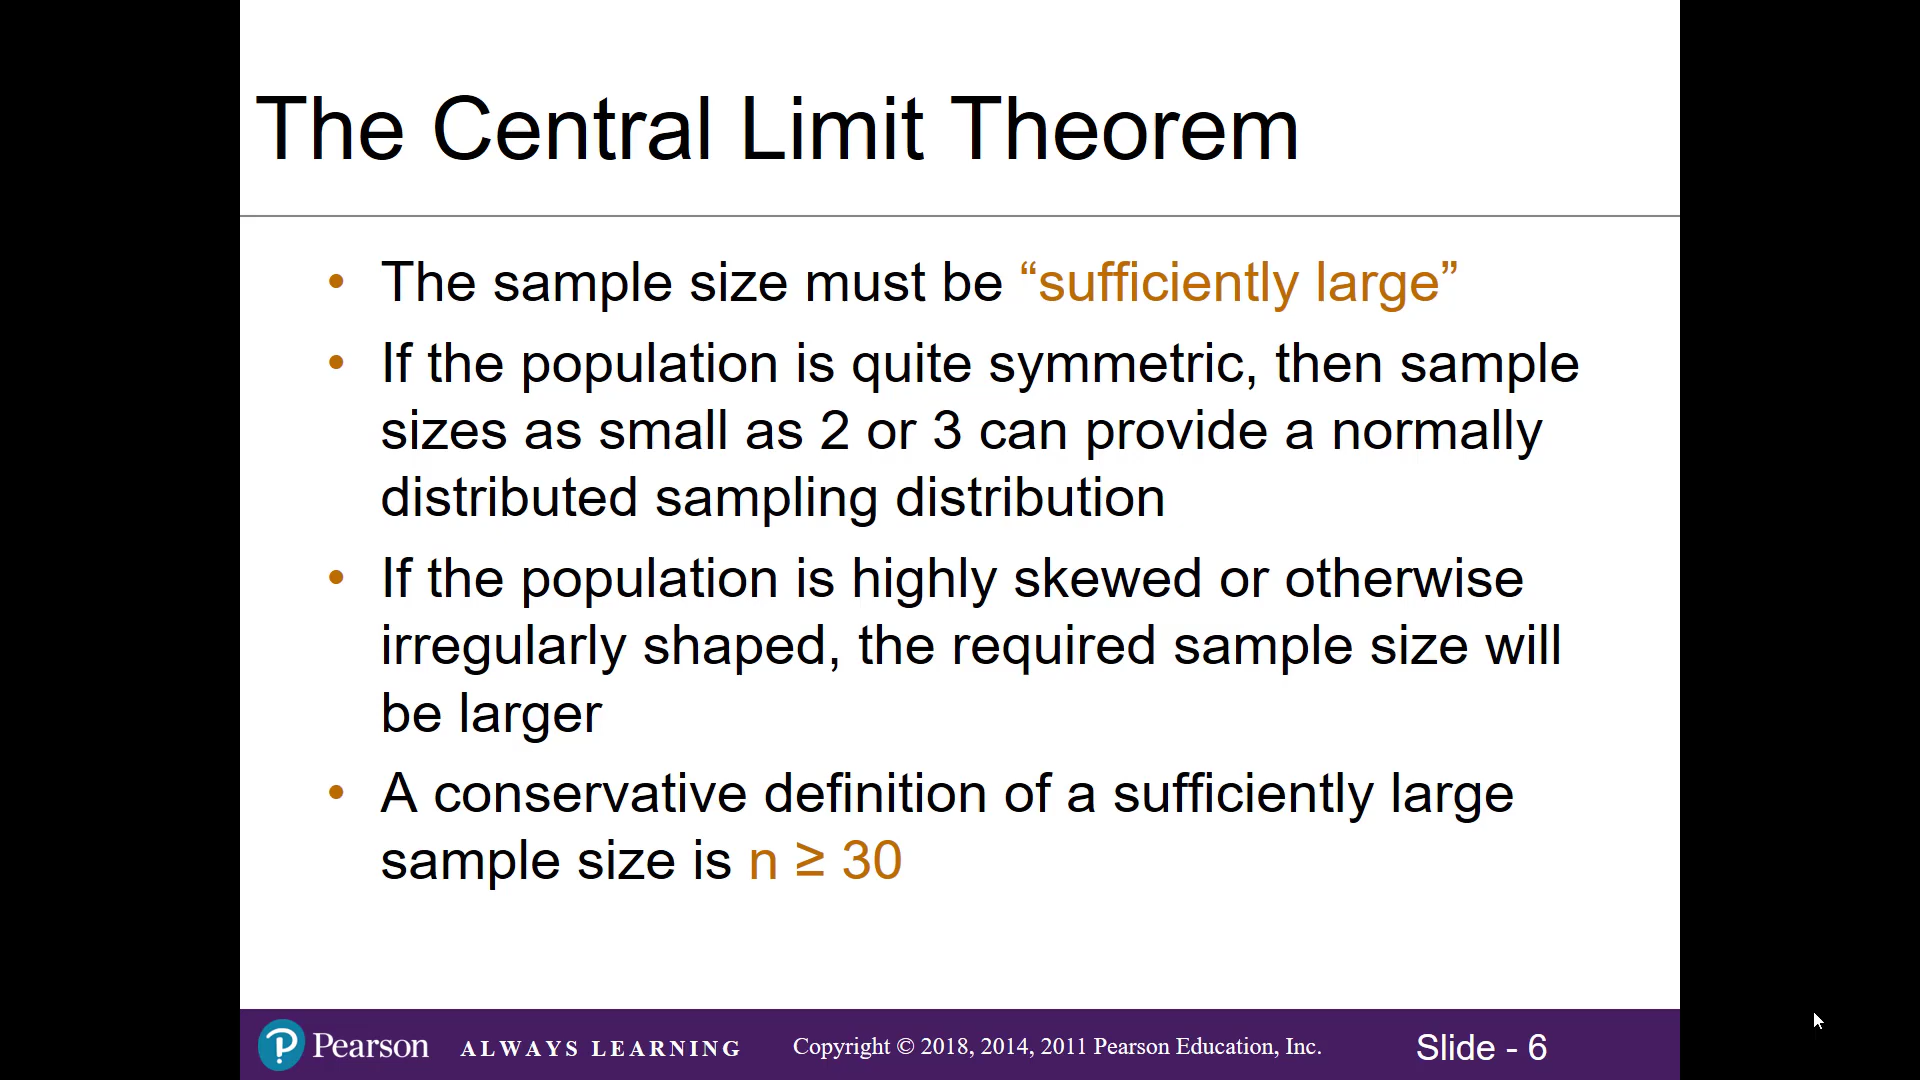 The Central Limit Theorem
• The sample size must be “sufficiently large”
• If the population is quite symmetric, then sample
sizes as small as 2 or 3 can provide a normally
distributed sampling distribution
• If the population is highly skewed or otherwise
irregularly shaped, the required sample size will
be larger
• A conservative definition of a sufficiently large
sample size is n ≥ 30
Pearson ALWAYS LEARNING Copyright © 2018, 2014, 2011 Pearson Education, Inc. Slide - 6